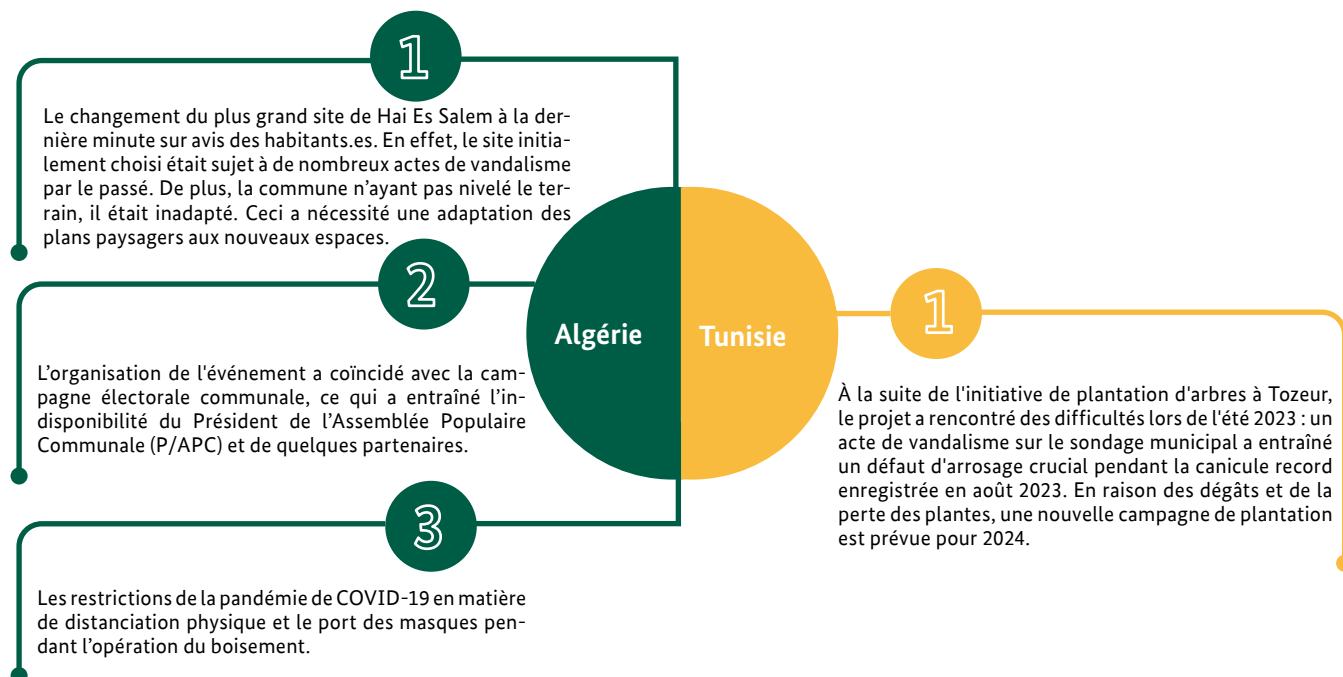 1
Le changement du plus grand site de Hai Es Salem à la der-
nière minute sur avis des habitants.es. En effet, le site initia-
lement choisi était sujet à de nombreux actes de vandalisme
par le passé. De plus, la commune n’ayant pas nivelé le ter-
rain, il était inadapté. Ceci a nécessité une adaptation des
plans paysagers aux nouveaux espaces.
2
L’organisation de l'événement a coïncidé avec la cam-
pagne électorale communale, ce qui a entraîné l’in-
disponibilité du Président de l’Assemblée Populaire
Communale (P/APC) et de quelques partenaires.
3
Les restrictions de la pandémie de COVID-19 en matière
de distanciation physique et le port des masques pen-
dant l’opération du boisement.
Algérie
Tunisie
1
À la suite de l'initiative de plantation d'arbres à Tozeur,
le projet a rencontré des difficultés lors de l'été 2023 : un
acte de vandalisme sur le sondage municipal a entraîné
un défaut d'arrosage crucial pendant la canicule record
enregistrée en août 2023. En raison des dégâts et de la
perte des plantes, une nouvelle campagne de plantation
est prévue pour 2024.